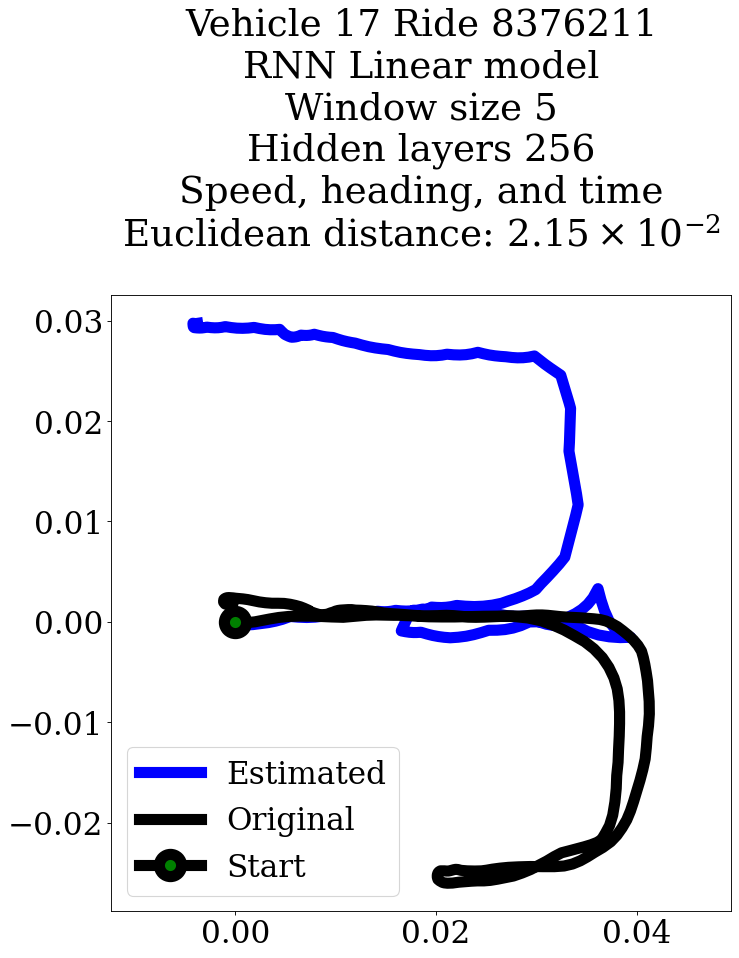 Vehicle 17 Ride 8376211
RNN Linear model
Window size 5
Hidden layers 256
Speed, heading, and time
Euclidean distance: 2.15 × 10⁻²
0.03
0.02
0.01
0.00
−0.01
−0.02
Estimated
Original
Start
0.00 0.02 0.04